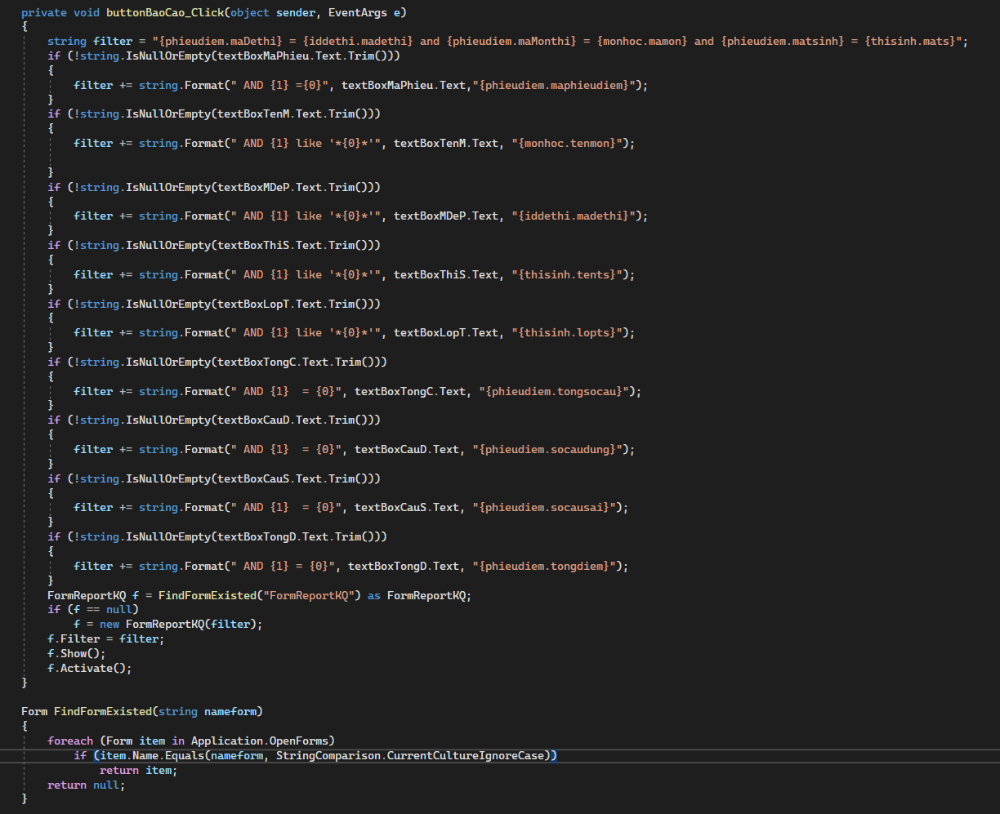 private void buttonBaoCao_Click(object sender, EventArgs e)
{
string filter = "{phieudiem.maDethi} = {iddethi.madethi} and {phieudiem.maMonthi} = {monhoc.mamon} and {phieudiem.matsinh} = {thisinh.mats}";
if (!string.IsNullOrEmpty(textBoxMaPhieu.Text.Trim()))
{
filter += string.Format(" AND {1} ={0}", textBoxMaPhieu.Text,"{phieudiem.maphieudiem}");
}
if (!string.IsNullOrEmpty(textBoxTenM.Text.Trim()))
{
filter += string.Format(" AND {1} like '*{0}*'", textBoxTenM.Text, "{monhoc.tenmon}");
}
if (!string.IsNullOrEmpty(textBoxMDeP.Text.Trim()))
{
filter += string.Format(" AND {1} like '*{0}*'", textBoxMDeP.Text, "{iddethi.madethi}");
}
if (!string.IsNullOrEmpty(textBoxThiS.Text.Trim()))
{
filter += string.Format(" AND {1} like '*{0}*'", textBoxThiS.Text, "{thisinh.tents}");
}
if (!string.IsNullOrEmpty(textBoxLopT.Text.Trim()))
{
filter += string.Format(" AND {1} like '*{0}*'", textBoxLopT.Text, "{thisinh.lopts}");
}
if (!string.IsNullOrEmpty(textBoxTongC.Text.Trim()))
{
filter += string.Format(" AND {1}  = {0}", textBoxTongC.Text, "{phieudiem.tongsocau}");
}
if (!string.IsNullOrEmpty(textBoxCauD.Text.Trim()))
{
filter += string.Format(" AND {1}  = {0}", textBoxCauD.Text, "{phieudiem.socaudung}");
}
if (!string.IsNullOrEmpty(textBoxCauS.Text.Trim()))
{
filter += string.Format(" AND {1}  = {0}", textBoxCauS.Text, "{phieudiem.socausai}");
}
if (!string.IsNullOrEmpty(textBoxTongD.Text.Trim()))
{
filter += string.Format(" AND {1} = {0}", textBoxTongD.Text, "{phieudiem.tongdiem}");
}
FormReportKQ f = FindFormExisted("FormReportKQ") as FormReportKQ;
if (f == null)
f = new FormReportKQ(filter);
f.Filter = filter;
f.Show();
f.Activate();
}
Form FindFormExisted(string nameform)
{
foreach (Form item in Application.OpenForms)
if (item.Name.Equals(nameform, StringComparison.CurrentCultureIgnoreCase))
return item;
return null;
}